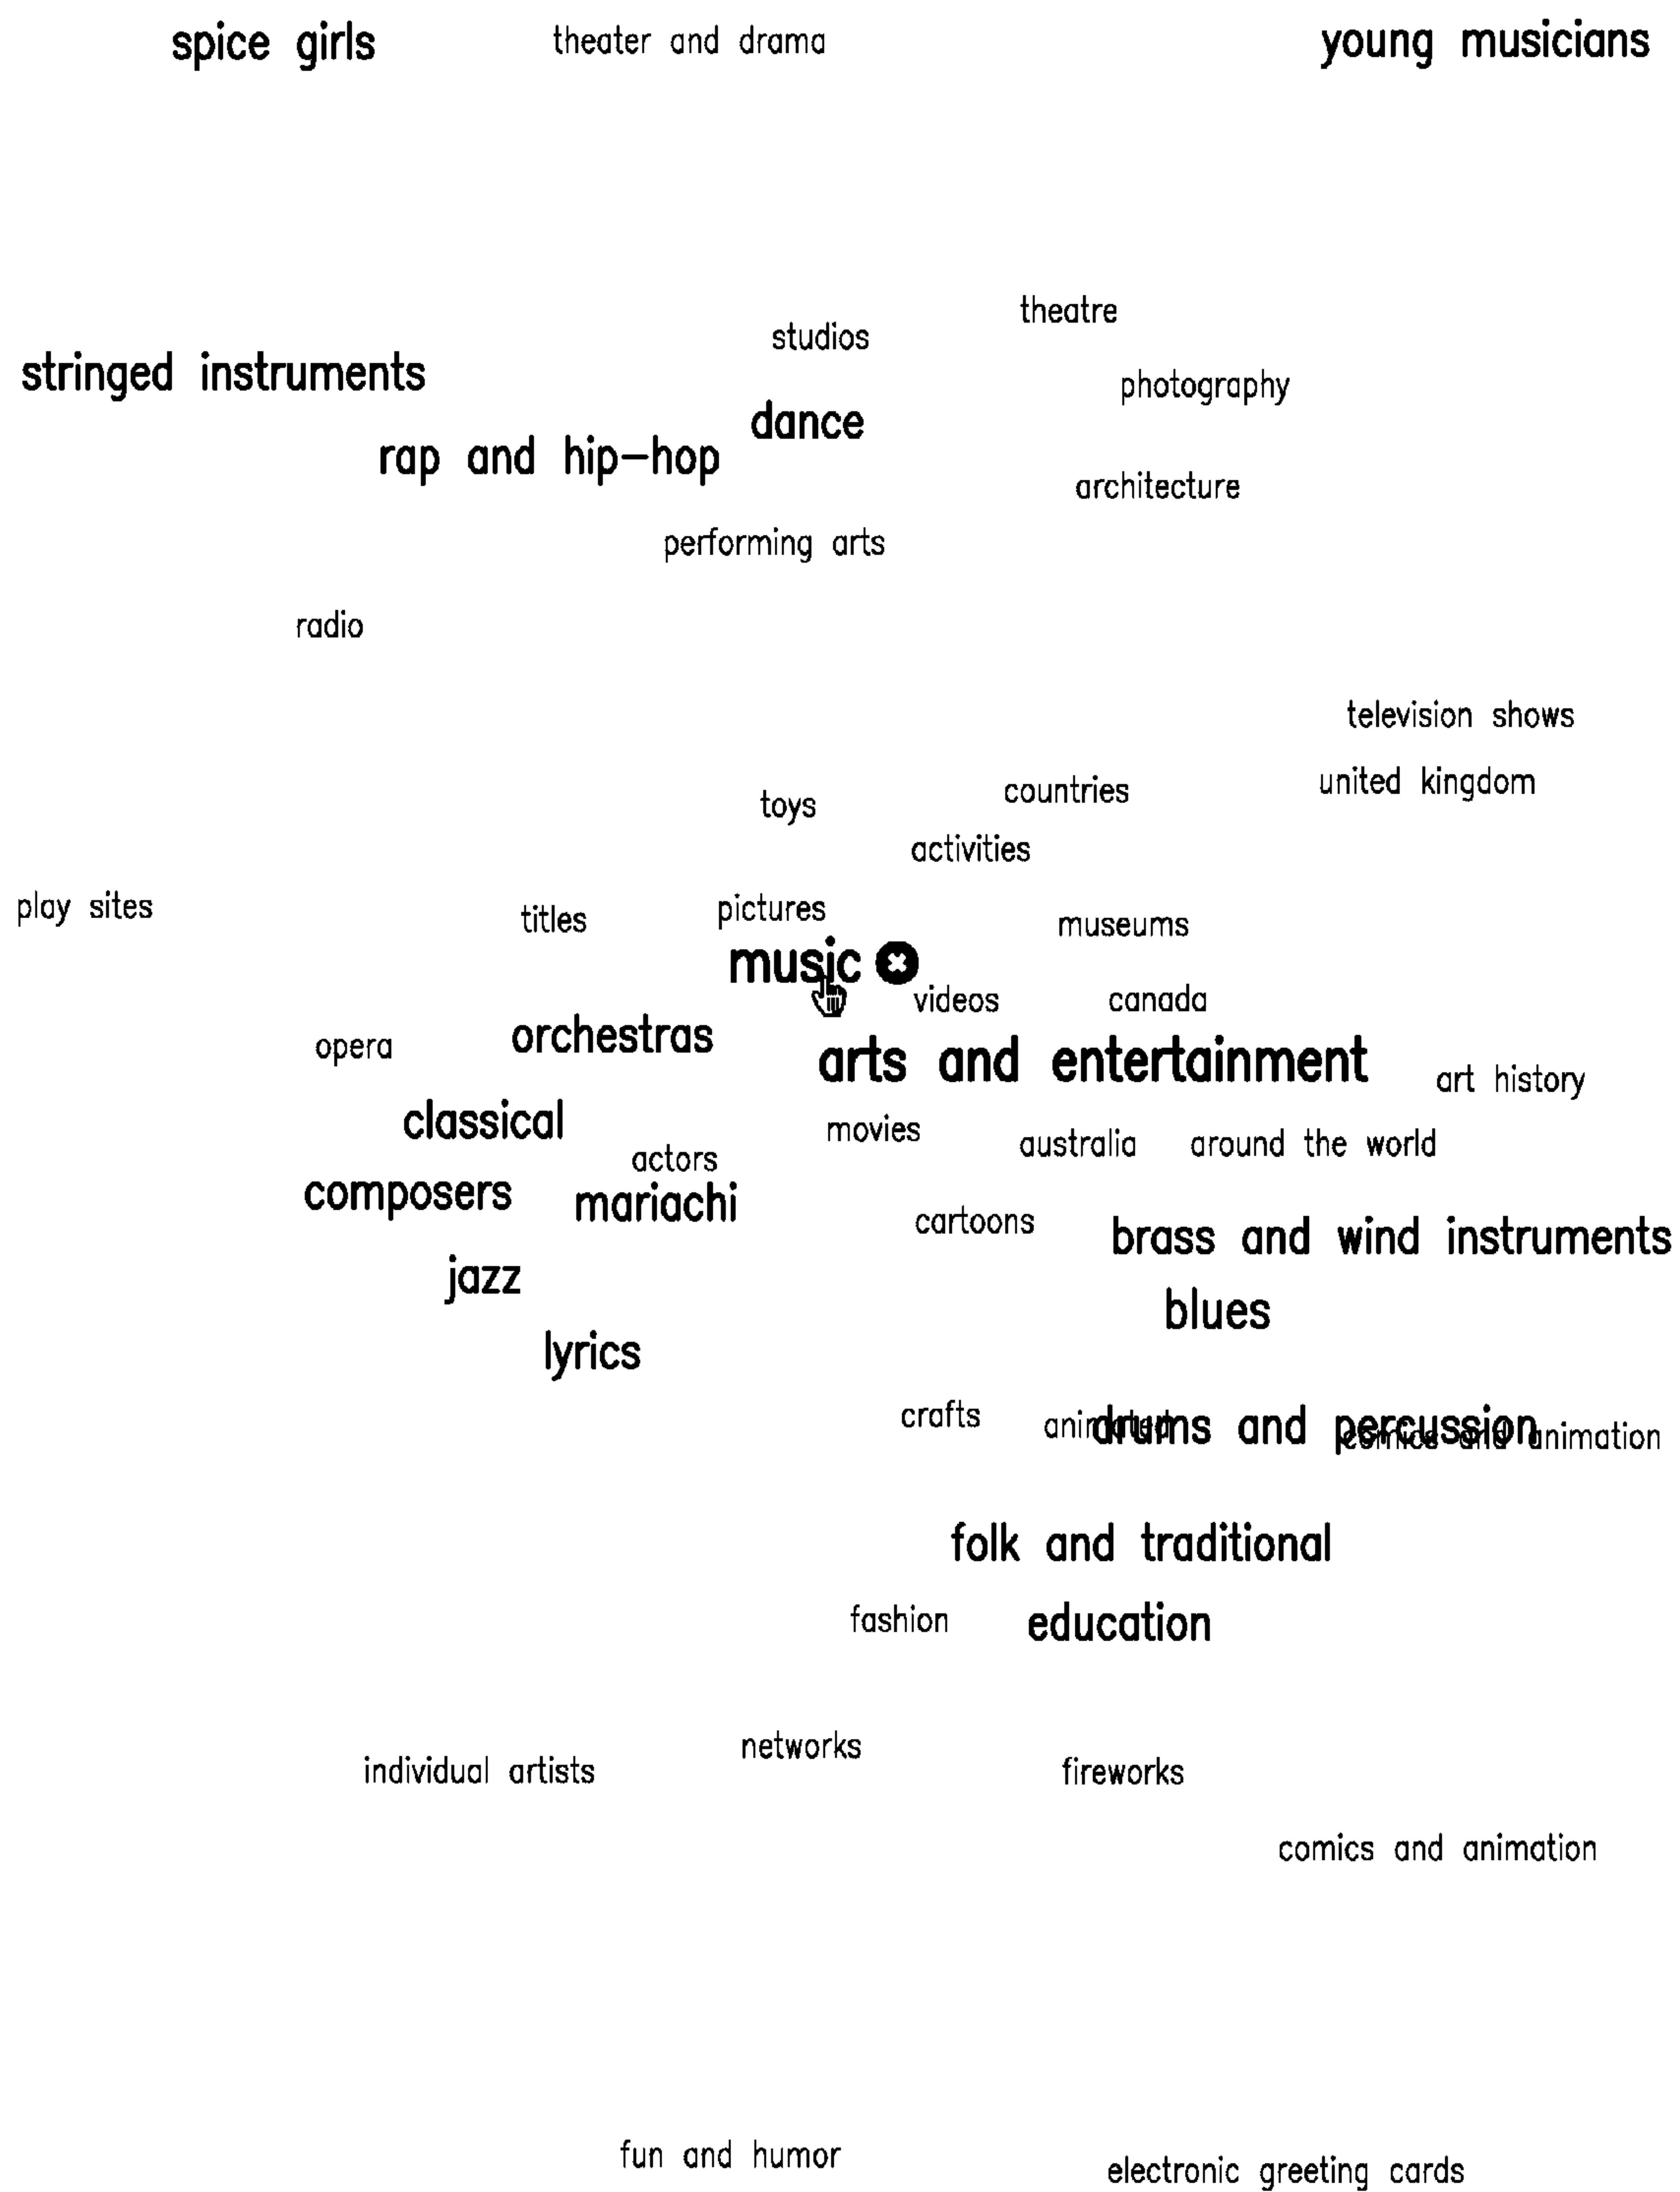 spice girls
theater and drama
young musicians
theatre
studios
stringed instruments
photography
dance
rap and hip-hop
architecture
performing arts
radio
television shows
united kingdom
countries
toys
activities
play sites
titles
pictures
museums
music
videos
canada
orchestras
opera
arts and entertainment
art history
classical
movies
australia
around the world
actors
composers
mariachi
cartoons
brass and wind instruments
jazz
blues
lyrics
crafts
animated
drums and percussion
comics and animation
folk and traditional
fashion
education
networks
individual artists
fireworks
comics and animation
fun and humor
electronic greeting cards